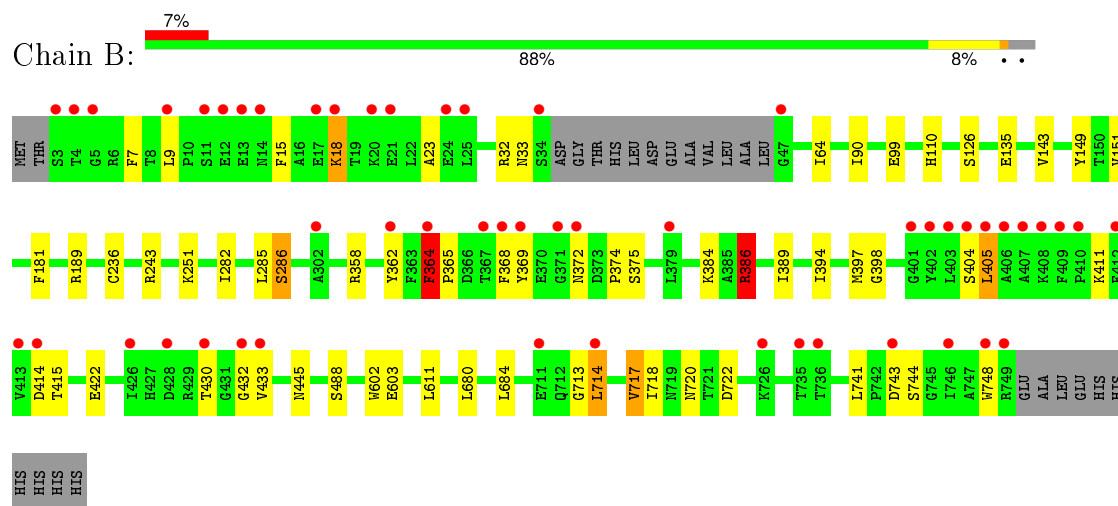 7%
Chain B:
88% 8%
MET THR S3 T4 G5 R6 F7 T8 L9 P10 S11 E12 E13 N14 F15 A16 E17 K18 T19 K20 E21 L22 A23 E24 L25 R32 N33 S34 ASP GLY THR HIS LEU ASP GLU ALA VAL LEU ALA LEU G47 I64 I90 E99 H110 S126 E135 V143 Y149 T150 V151
F181 R189 C236 R243 K251 I282 L285 S286 A302 R358 Y362 F363 F364 P365 D366 T367 F368 Y369 E370 G371 N372 D373 P374 S375 L379 K384 A385 R386 I389 I394 M397 G398 G401 Y402 L403 S404 L405 A406 A407 K408 F409 P410 K411
V413 D414 T415 E422 I426 H427 D428 R429 T430 G431 G432 V433 N445 S488 W602 E603 L611 L680 L684 E711 Q712 G713 L714 V717 I718 N719 N720 T721 D722 K726 T735 T736 L741 P742 D743 S744 G745 I746 A747 W748 R749 GLU ALA LEU GLU HIS HIS
HIS HIS HIS HIS